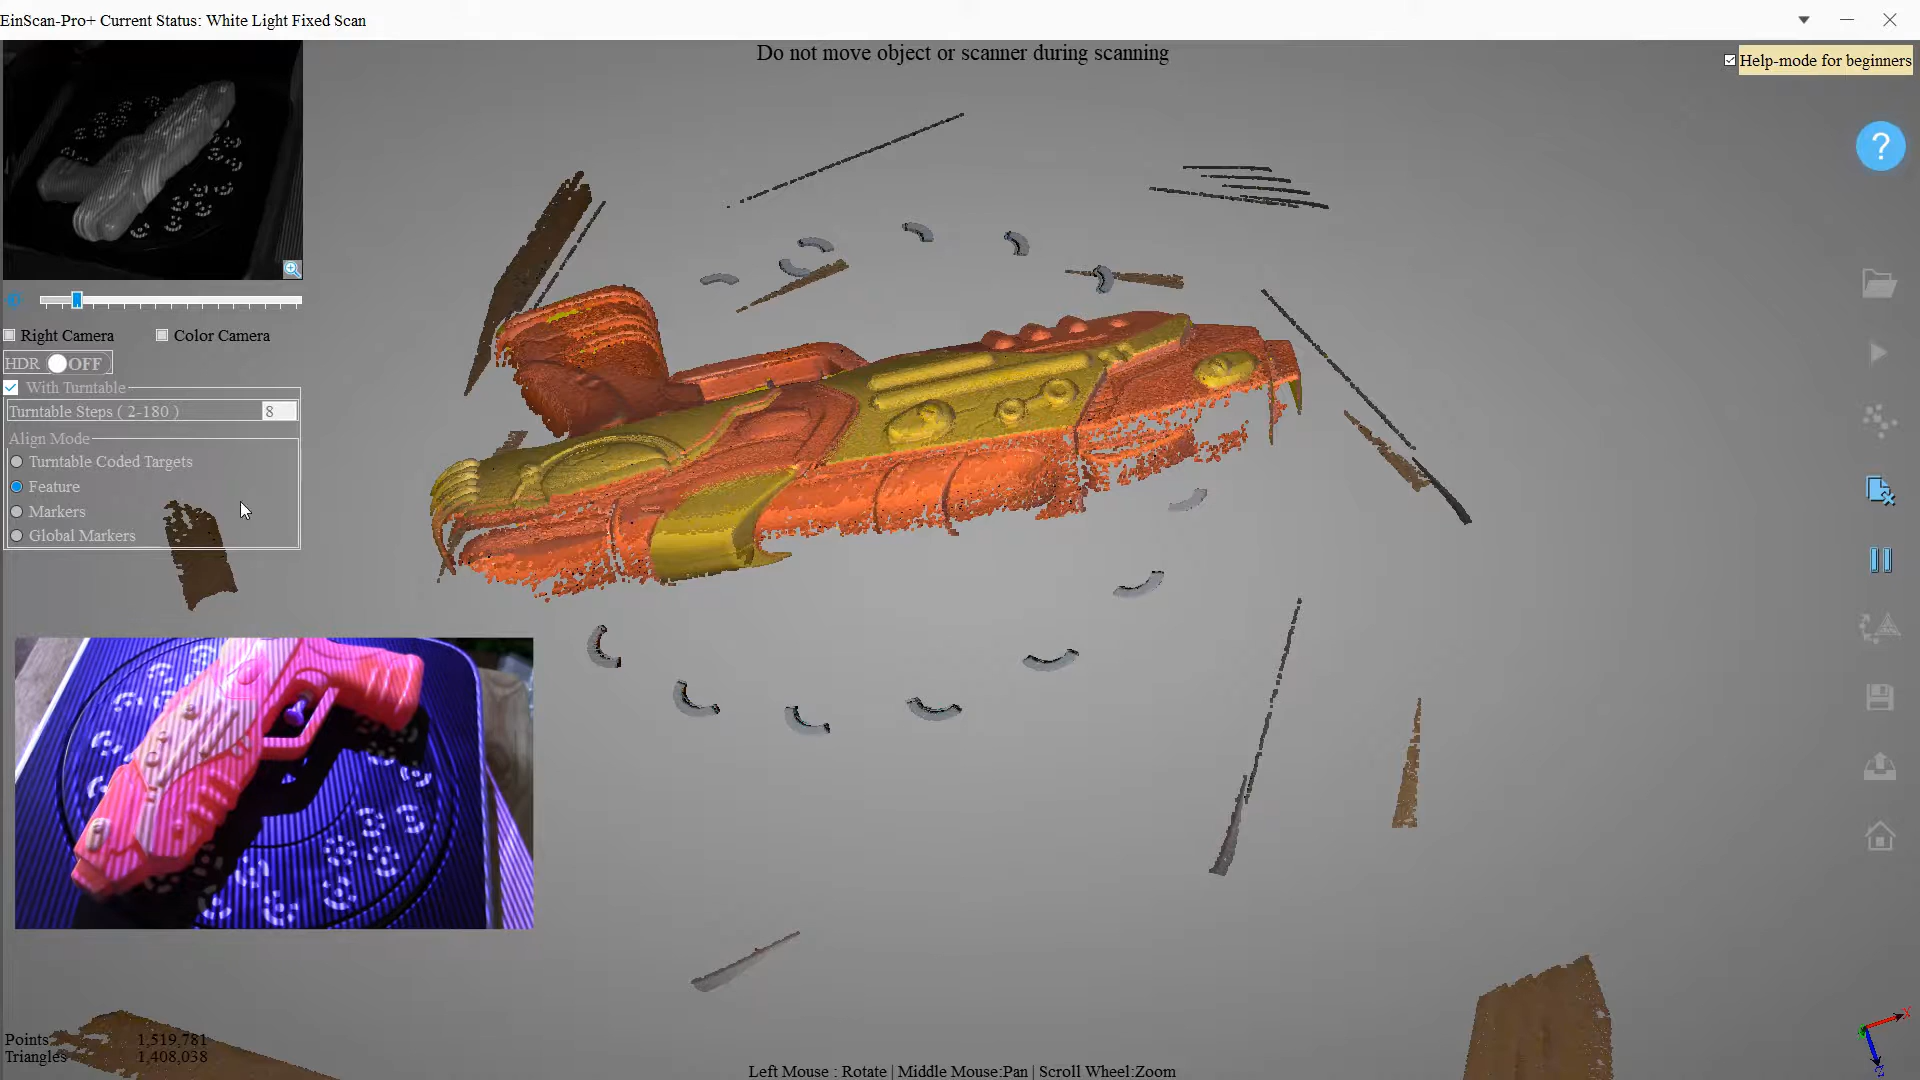 EinScan-Pro+ Current Status: White Light Fixed Scan
Do not move object or scanner during scanning
Help-mode for beginners
?
Right Camera
Color Camera
HDR OFF
With Turntable
Turntable Steps ( 2-180 ) 8
Align Mode
Turntable Coded Targets
Feature
Markers
Global Markers
Points 1,519,781
Triangles 1,408,038
Left Mouse : Rotate | Middle Mouse:Pan | Scroll Wheel:Zoom
X
Z